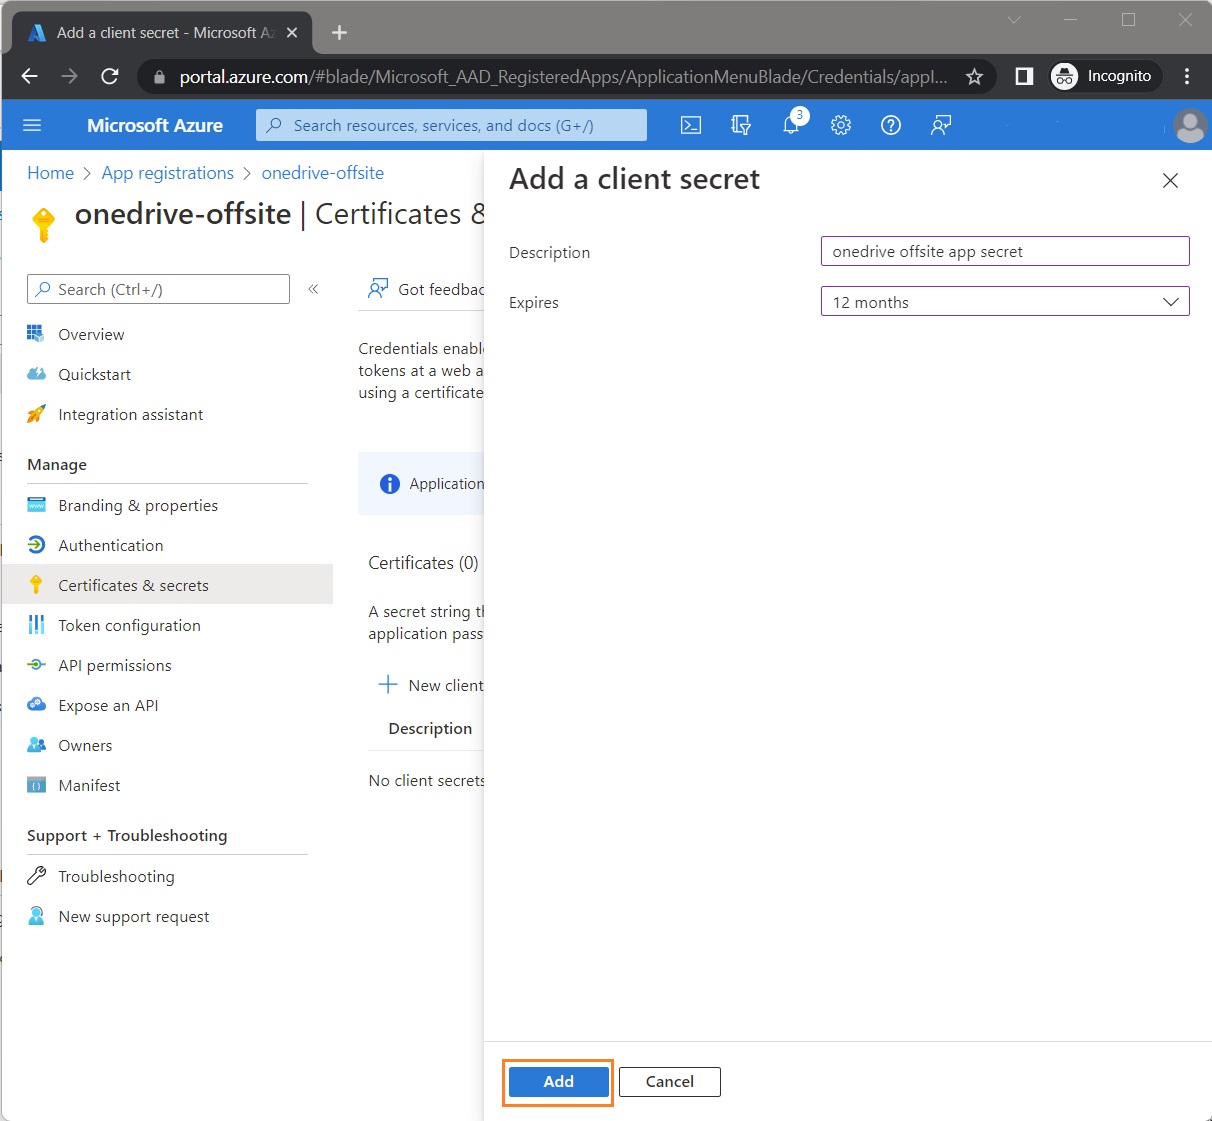 Add a client secret - Microsoft Az
portal.azure.com/#blade/Microsoft_AAD_RegisteredApps/ApplicationMenuBlade/Credentials/appl...
Incognito
Microsoft Azure
Search resources, services, and docs (G+/)
3
Home > App registrations > onedrive-offsite
onedrive-offsite | Certificates &
Search (Ctrl+/)
«
Overview
Quickstart
Integration assistant
Manage
Branding & properties
Authentication
Certificates & secrets
Token configuration
API permissions
Expose an API
Owners
Manifest
Support + Troubleshooting
Troubleshooting
New support request
Got feedbac
Credentials enabl
tokens at a web a
using a certificate
Application
Certificates (0)
A secret string th
application pass
New client
Description
No client secrets
Add a client secret
Description
onedrive offsite app secret
Expires
12 months
Add
Cancel